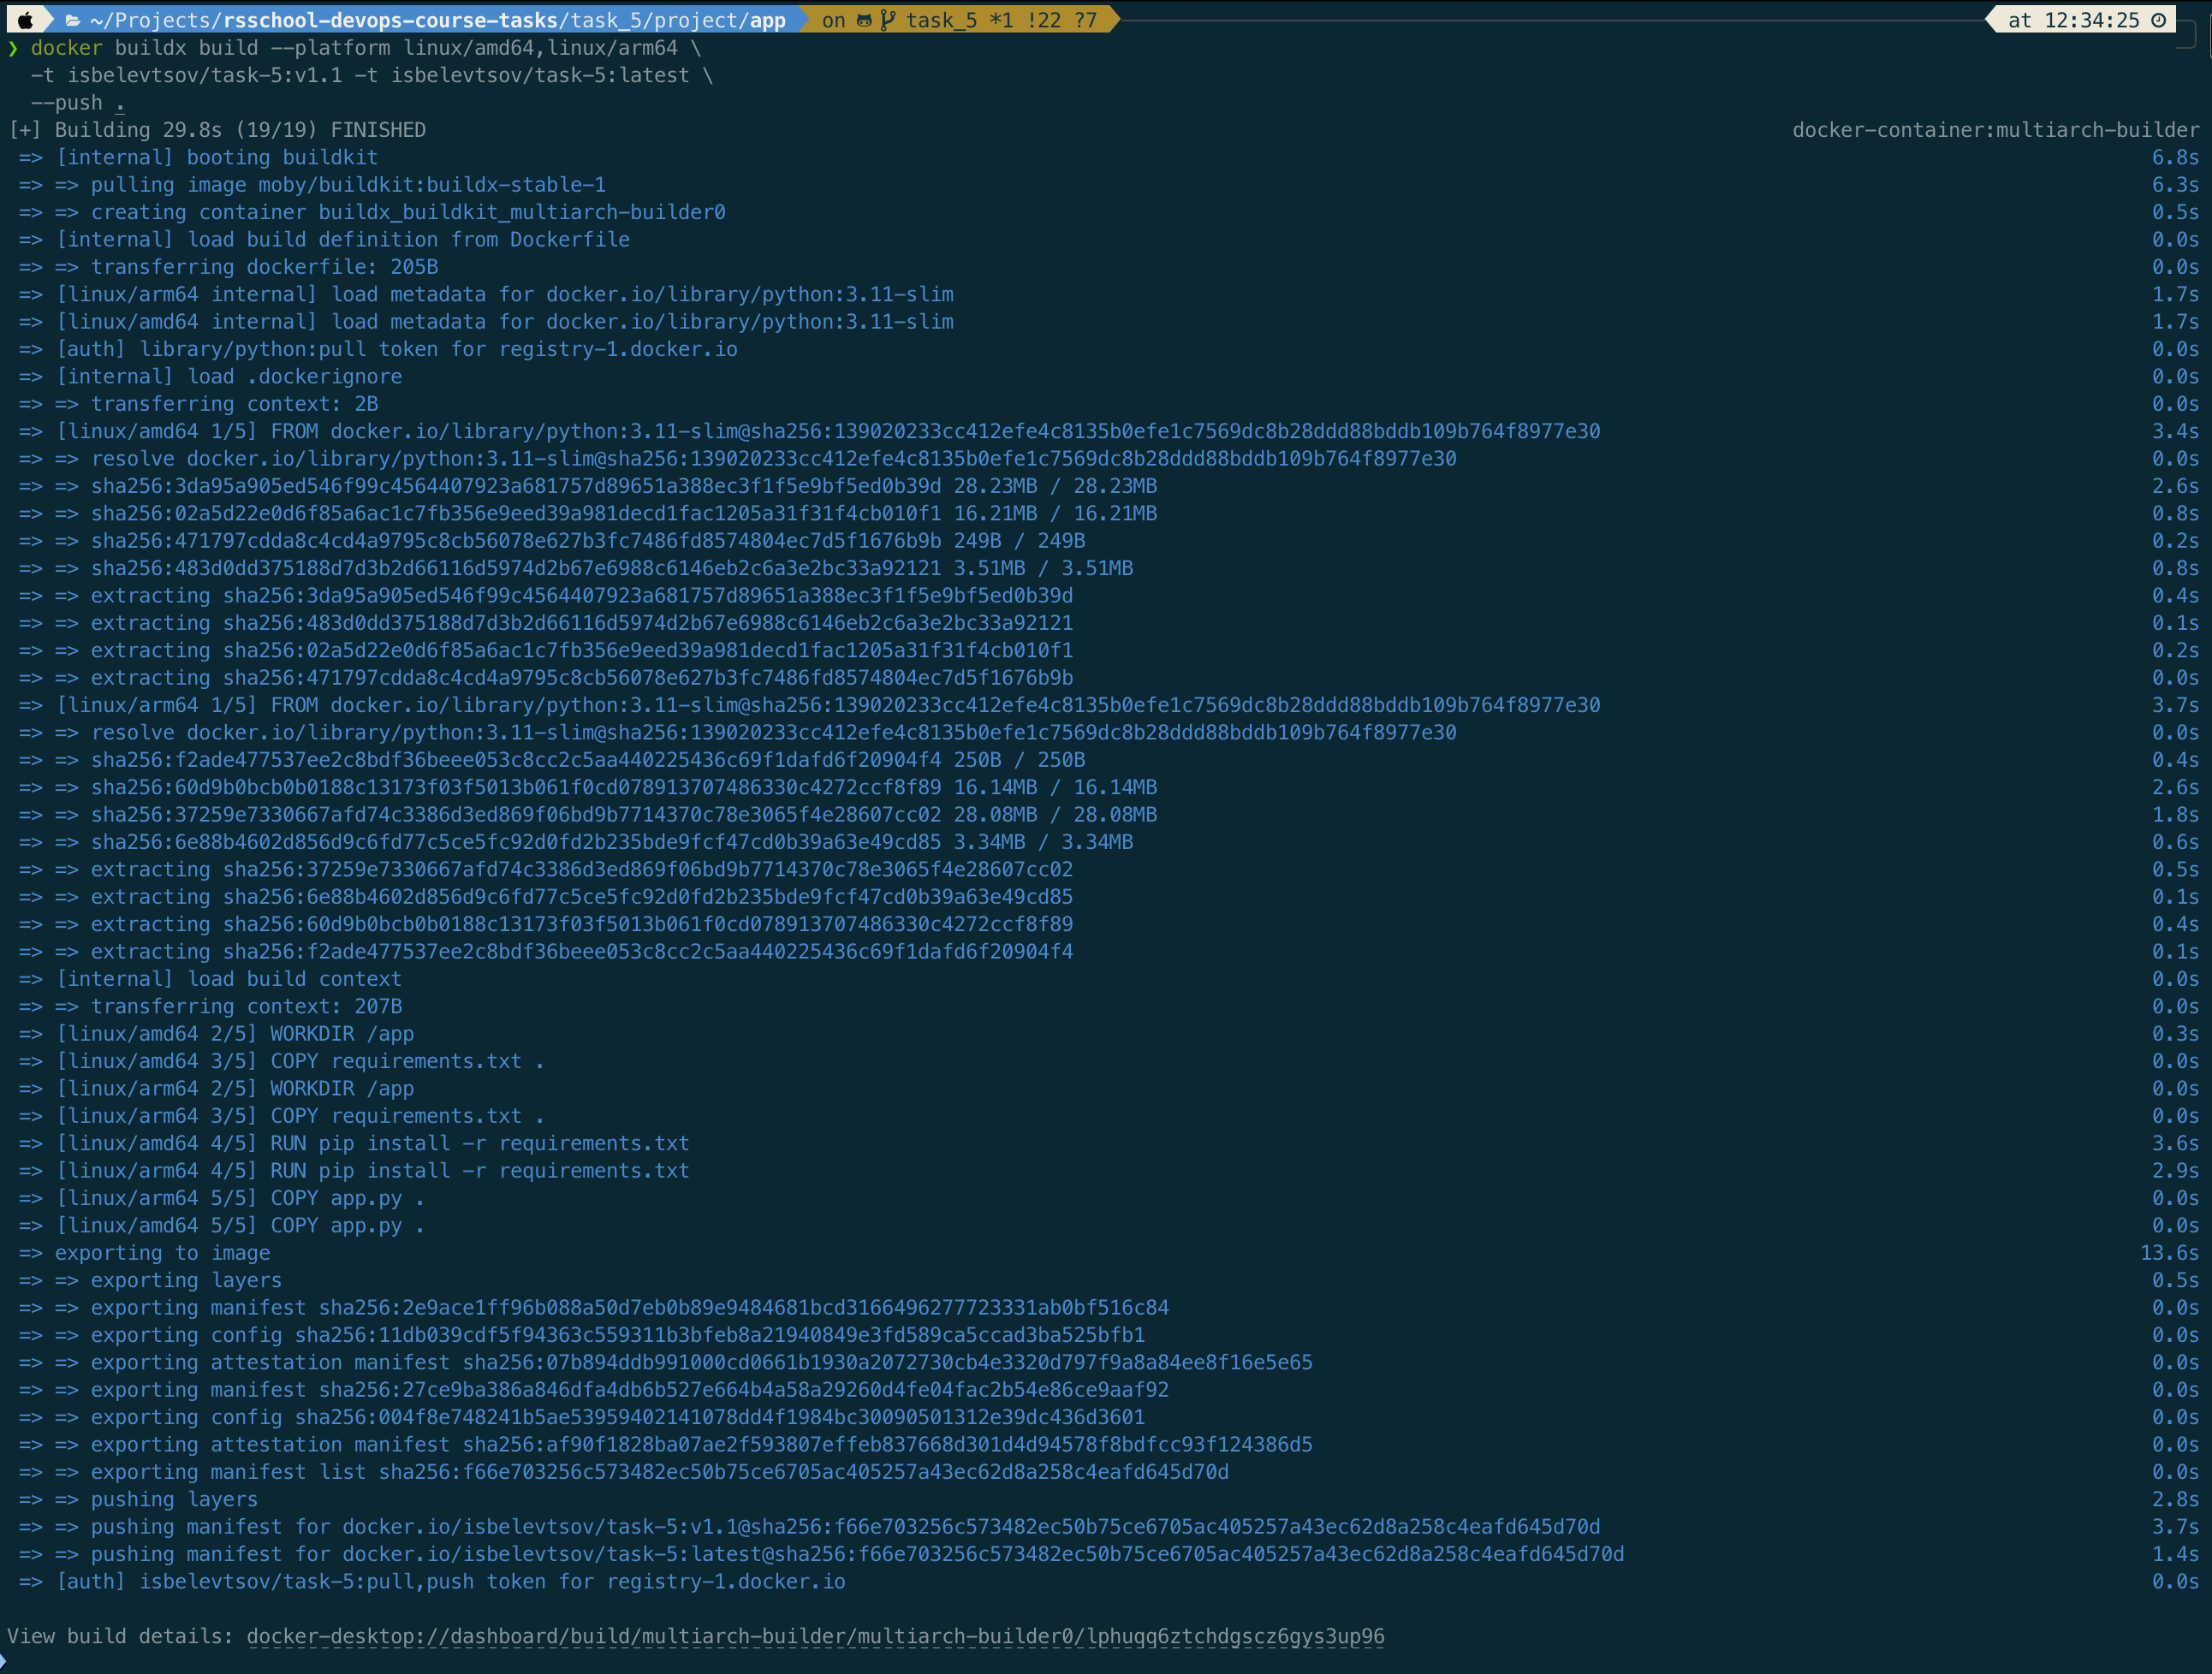 ~/Projects/rsschool-devops-course-tasks/task_5/project/app on task_5 *1 !22 ?7 at 12:34:25
❯ docker buildx build --platform linux/amd64,linux/arm64 \
-t isbelevtsov/task-5:v1.1 -t isbelevtsov/task-5:latest \
--push .
[+] Building 29.8s (19/19) FINISHED docker-container:multiarch-builder
=> [internal] booting buildkit 6.8s
=> => pulling image moby/buildkit:buildx-stable-1 6.3s
=> => creating container buildx_buildkit_multiarch-builder0 0.5s
=> [internal] load build definition from Dockerfile 0.0s
=> => transferring dockerfile: 205B 0.0s
=> [linux/arm64 internal] load metadata for docker.io/library/python:3.11-slim 1.7s
=> [linux/amd64 internal] load metadata for docker.io/library/python:3.11-slim 1.7s
=> [auth] library/python:pull token for registry-1.docker.io 0.0s
=> [internal] load .dockerignore 0.0s
=> => transferring context: 2B 0.0s
=> [linux/amd64 1/5] FROM docker.io/library/python:3.11-slim@sha256:139020233cc412efe4c8135b0efe1c7569dc8b28ddd88bddb109b764f8977e30 3.4s
=> => resolve docker.io/library/python:3.11-slim@sha256:139020233cc412efe4c8135b0efe1c7569dc8b28ddd88bddb109b764f8977e30 0.0s
=> => sha256:3da95a905ed546f99c4564407923a681757d89651a388ec3f1f5e9bf5ed0b39d 28.23MB / 28.23MB 2.6s
=> => sha256:02a5d22e0d6f85a6ac1c7fb356e9eed39a981decd1fac1205a31f31f4cb010f1 16.21MB / 16.21MB 0.8s
=> => sha256:471797cdda8c4cd4a9795c8cb56078e627b3fc7486fd8574804ec7d5f1676b9b 249B / 249B 0.2s
=> => sha256:483d0dd375188d7d3b2d66116d5974d2b67e6988c6146eb2c6a3e2bc33a92121 3.51MB / 3.51MB 0.8s
=> => extracting sha256:3da95a905ed546f99c4564407923a681757d89651a388ec3f1f5e9bf5ed0b39d 0.4s
=> => extracting sha256:483d0dd375188d7d3b2d66116d5974d2b67e6988c6146eb2c6a3e2bc33a92121 0.1s
=> => extracting sha256:02a5d22e0d6f85a6ac1c7fb356e9eed39a981decd1fac1205a31f31f4cb010f1 0.2s
=> => extracting sha256:471797cdda8c4cd4a9795c8cb56078e627b3fc7486fd8574804ec7d5f1676b9b 0.0s
=> [linux/arm64 1/5] FROM docker.io/library/python:3.11-slim@sha256:139020233cc412efe4c8135b0efe1c7569dc8b28ddd88bddb109b764f8977e30 3.7s
=> => resolve docker.io/library/python:3.11-slim@sha256:139020233cc412efe4c8135b0efe1c7569dc8b28ddd88bddb109b764f8977e30 0.0s
=> => sha256:f2ade477537ee2c8bdf36beee053c8cc2c5aa440225436c69f1dafd6f20904f4 250B / 250B 0.4s
=> => sha256:60d9b0bcb0b0188c13173f03f5013b061f0cd078913707486330c4272ccf8f89 16.14MB / 16.14MB 2.6s
=> => sha256:37259e7330667afd74c3386d3ed869f06bd9b7714370c78e3065f4e28607cc02 28.08MB / 28.08MB 1.8s
=> => sha256:6e88b4602d856d9c6fd77c5ce5fc92d0fd2b235bde9fcf47cd0b39a63e49cd85 3.34MB / 3.34MB 0.6s
=> => extracting sha256:37259e7330667afd74c3386d3ed869f06bd9b7714370c78e3065f4e28607cc02 0.5s
=> => extracting sha256:6e88b4602d856d9c6fd77c5ce5fc92d0fd2b235bde9fcf47cd0b39a63e49cd85 0.1s
=> => extracting sha256:60d9b0bcb0b0188c13173f03f5013b061f0cd078913707486330c4272ccf8f89 0.4s
=> => extracting sha256:f2ade477537ee2c8bdf36beee053c8cc2c5aa440225436c69f1dafd6f20904f4 0.1s
=> [internal] load build context 0.0s
=> => transferring context: 207B 0.0s
=> [linux/amd64 2/5] WORKDIR /app 0.3s
=> [linux/amd64 3/5] COPY requirements.txt . 0.0s
=> [linux/arm64 2/5] WORKDIR /app 0.0s
=> [linux/arm64 3/5] COPY requirements.txt . 0.0s
=> [linux/amd64 4/5] RUN pip install -r requirements.txt 3.6s
=> [linux/arm64 4/5] RUN pip install -r requirements.txt 2.9s
=> [linux/arm64 5/5] COPY app.py . 0.0s
=> [linux/amd64 5/5] COPY app.py . 0.0s
=> exporting to image 13.6s
=> => exporting layers 0.5s
=> => exporting manifest sha256:2e9ace1ff96b088a50d7eb0b89e9484681bcd3166496277723331ab0bf516c84 0.0s
=> => exporting config sha256:11db039cdf5f94363c559311b3bfeb8a21940849e3fd589ca5ccad3ba525bfb1 0.0s
=> => exporting attestation manifest sha256:07b894ddb991000cd0661b1930a2072730cb4e3320d797f9a8a84ee8f16e5e65 0.0s
=> => exporting manifest sha256:27ce9ba386a846dfa4db6b527e664b4a58a29260d4fe04fac2b54e86ce9aaf92 0.0s
=> => exporting config sha256:004f8e748241b5ae53959402141078dd4f1984bc30090501312e39dc436d3601 0.0s
=> => exporting attestation manifest sha256:af90f1828ba07ae2f593807effeb837668d301d4d94578f8bdfcc93f124386d5 0.0s
=> => exporting manifest list sha256:f66e703256c573482ec50b75ce6705ac405257a43ec62d8a258c4eafd645d70d 0.0s
=> => pushing layers 2.8s
=> => pushing manifest for docker.io/isbelevtsov/task-5:v1.1@sha256:f66e703256c573482ec50b75ce6705ac405257a43ec62d8a258c4eafd645d70d 3.7s
=> => pushing manifest for docker.io/isbelevtsov/task-5:latest@sha256:f66e703256c573482ec50b75ce6705ac405257a43ec62d8a258c4eafd645d70d 1.4s
=> [auth] isbelevtsov/task-5:pull,push token for registry-1.docker.io 0.0s
View build details: docker-desktop://dashboard/build/multiarch-builder/multiarch-builder0/lphuqg6ztchdgscz6gys3up96